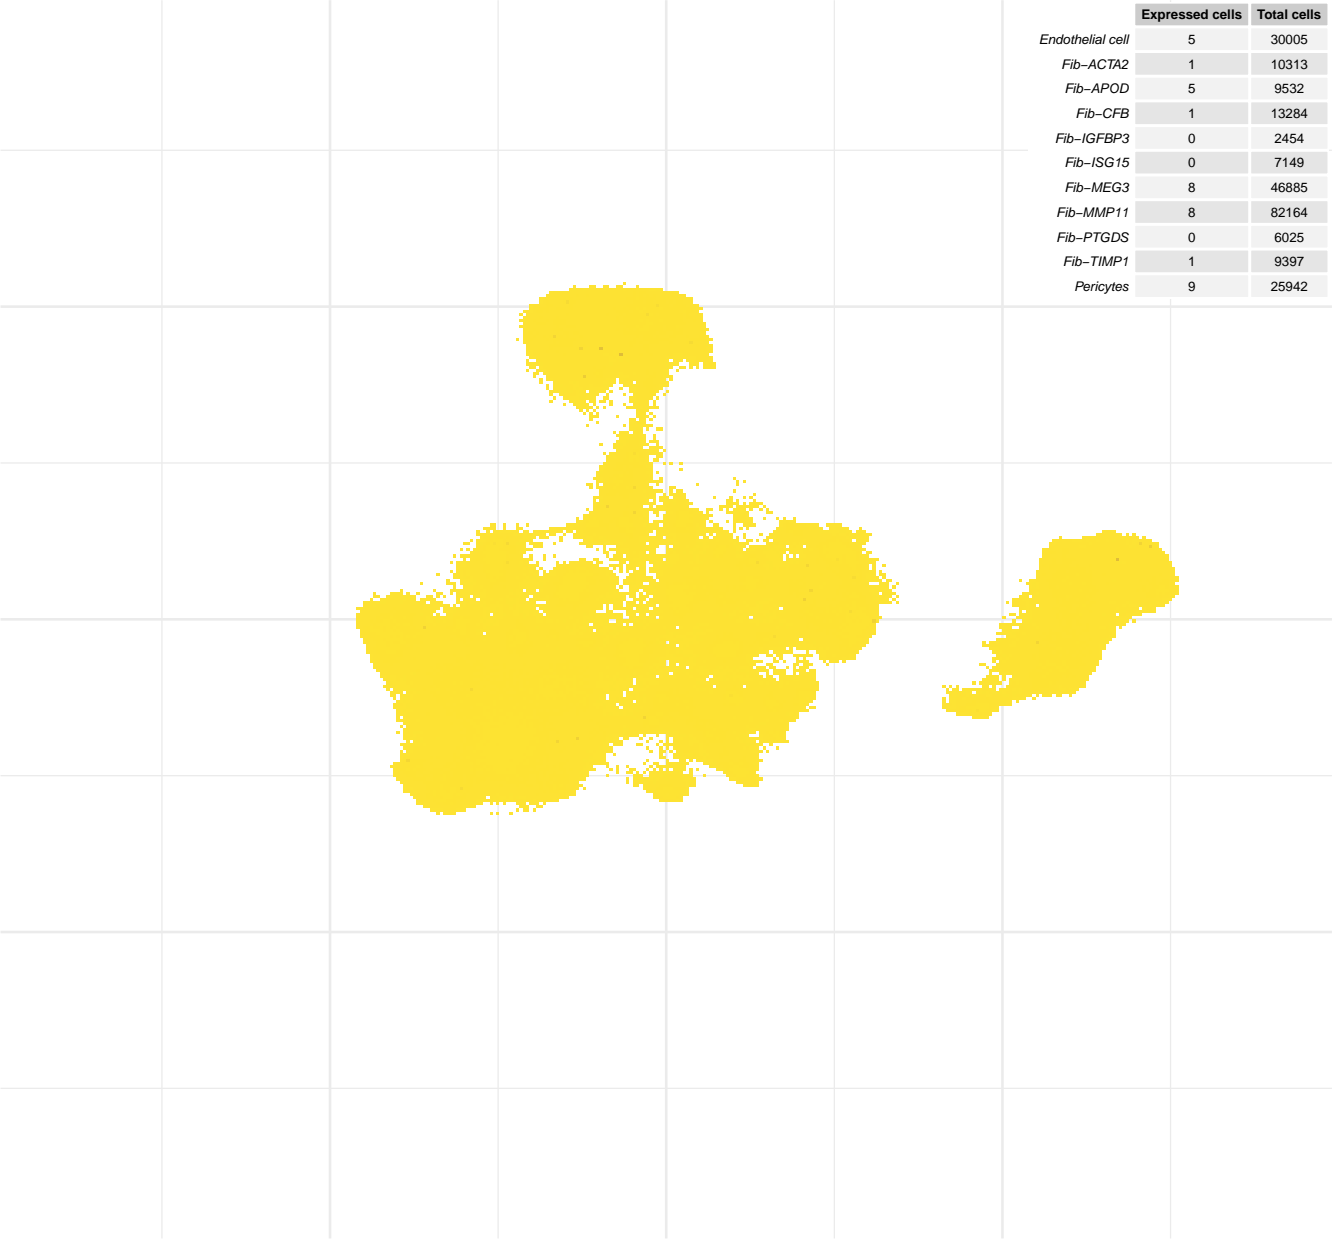 Expressed cells Total cells
Endothelial cell 5 30005
Fib−ACTA2 1 10313
Fib−APOD 5 9532
Fib−CFB 1 13284
Fib−IGFBP3 0 2454
Fib−ISG15 0 7149
Fib−MEG3 8 46885
Fib−MMP11 8 82164
Fib−PTGDS 0 6025
Fib−TIMP1 1 9397
Pericytes 9 25942